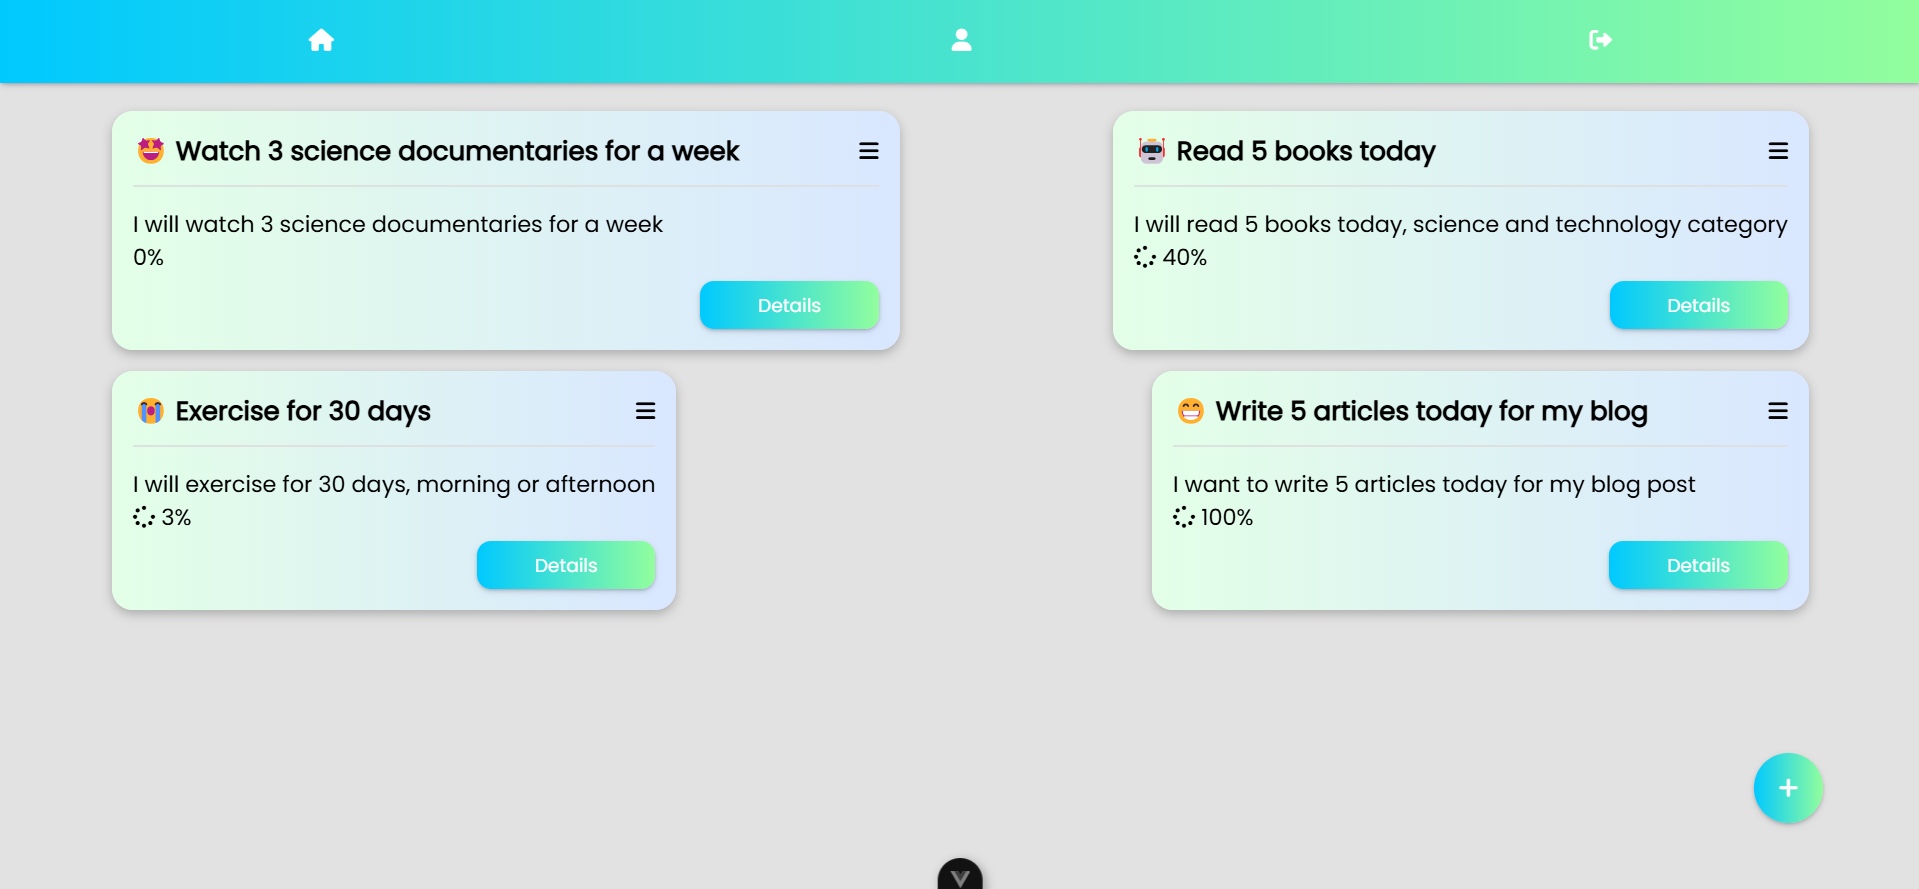 Watch 3 science documentaries for a week
I will watch 3 science documentaries for a week
0%
Details
Read 5 books today
I will read 5 books today, science and technology category
40%
Details
Exercise for 30 days
I will exercise for 30 days, morning or afternoon
3%
Details
Write 5 articles today for my blog
I want to write 5 articles today for my blog post
100%
Details